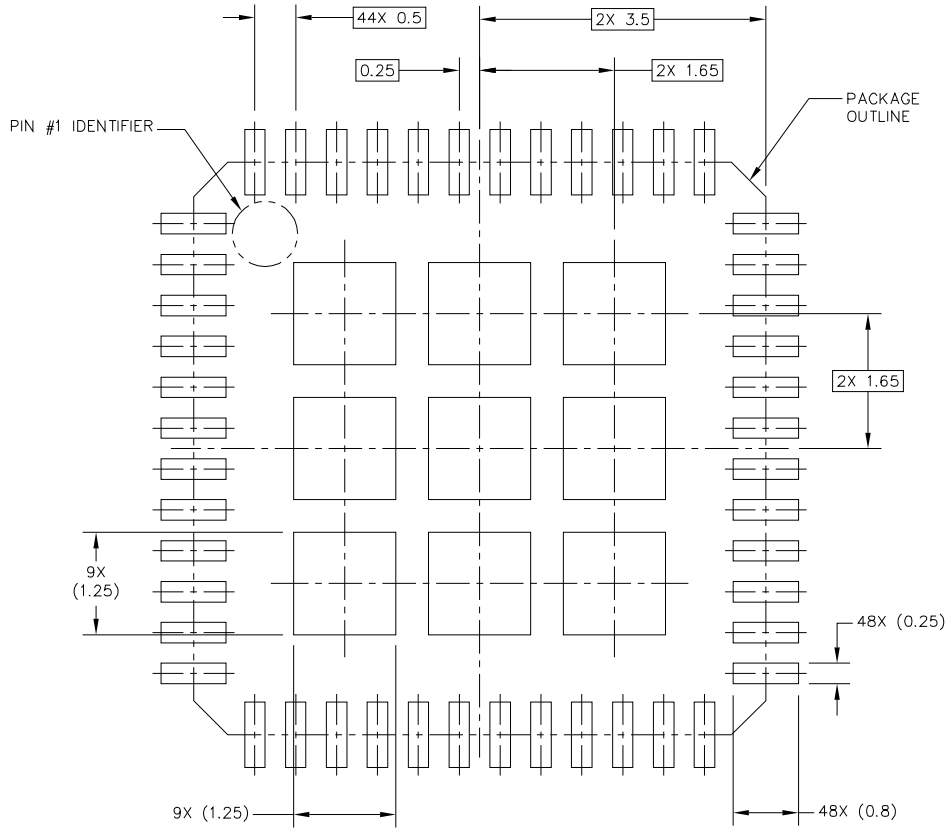 44X 0.5
2X 3.5
0.25
2X 1.65
PACKAGE
OUTLINE
PIN #1 IDENTIFIER
2X 1.65
9X
(1.25)
48X (0.25)
9X (1.25)
48X (0.8)